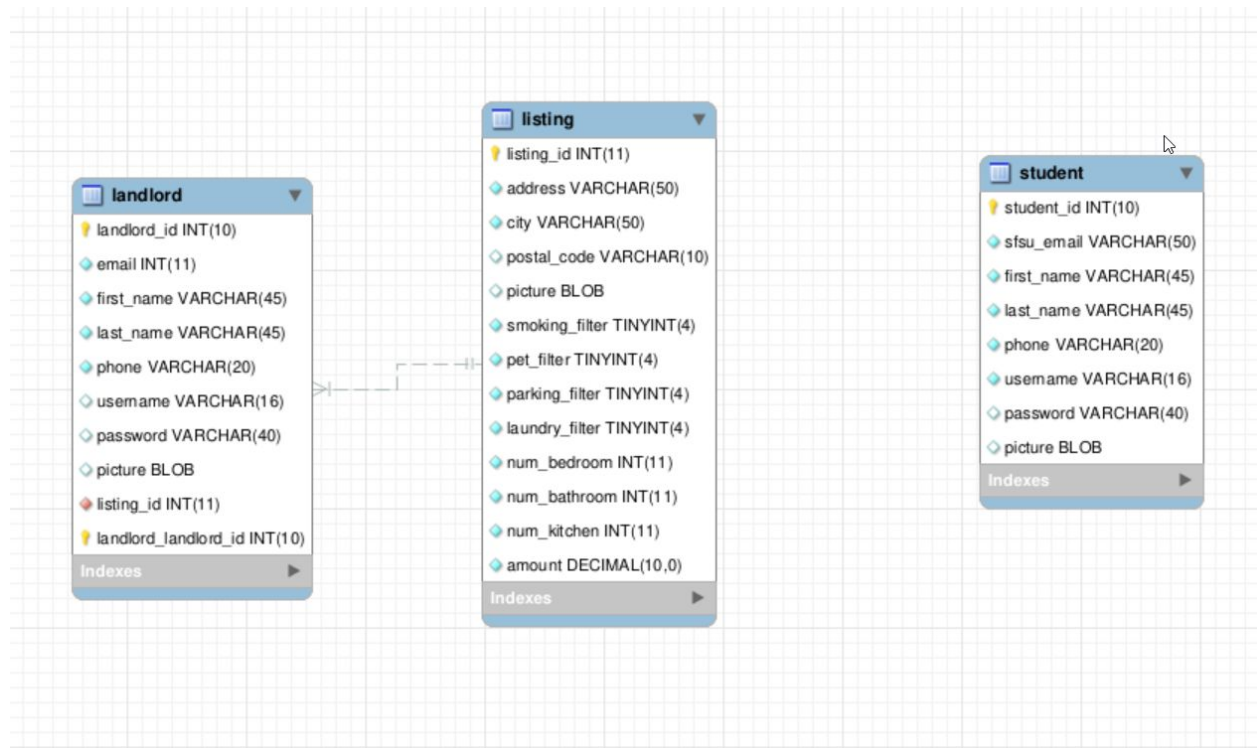 landlord
landlord_id INT(10)
email INT(11)
first_name VARCHAR(45)
last_name VARCHAR(45)
phone VARCHAR(20)
username VARCHAR(16)
password VARCHAR(40)
picture BLOB
listing_id INT(11)
landlord_landlord_id INT(10)
Indexes
listing
listing_id INT(11)
address VARCHAR(50)
city VARCHAR(50)
postal_code VARCHAR(10)
picture BLOB
smoking_filter TINYINT(4)
pet_filter TINYINT(4)
parking_filter TINYINT(4)
laundry_filter TINYINT(4)
num_bedroom INT(11)
num_bathroom INT(11)
num_kitchen INT(11)
amount DECIMAL(10,0)
Indexes
student
student_id INT(10)
sfsu_email VARCHAR(50)
first_name VARCHAR(45)
last_name VARCHAR(45)
phone VARCHAR(20)
username VARCHAR(16)
password VARCHAR(40)
picture BLOB
Indexes